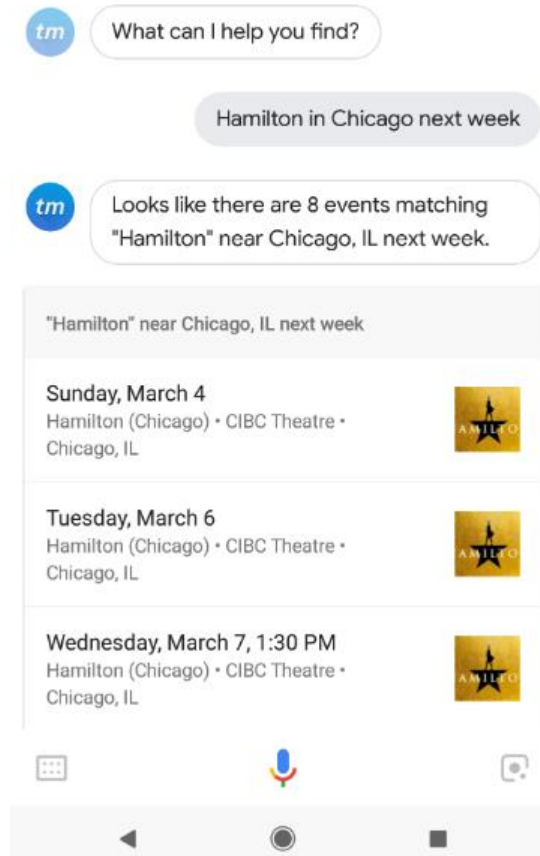 tm
What can I help you find?
Hamilton in Chicago next week
tm
Looks like there are 8 events matching
"Hamilton" near Chicago, IL next week.
"Hamilton" near Chicago, IL next week
Sunday, March 4
Hamilton (Chicago) • CIBC Theatre •
Chicago, IL
AMILTO
Tuesday, March 6
Hamilton (Chicago) • CIBC Theatre •
Chicago, IL
AMILTO
Wednesday, March 7, 1:30 PM
Hamilton (Chicago) • CIBC Theatre •
Chicago, IL
AMILTO